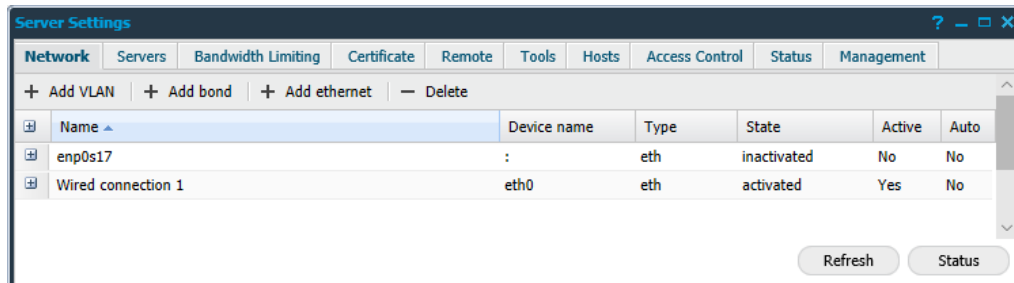 Server Settings
Network Servers Bandwidth Limiting Certificate Remote Tools Hosts Access Control Status Management
Add VLAN Add bond Add ethernet Delete
Name Device name Type State Active Auto
enp0s17 : eth inactivated No No
Wired connection 1 eth0 eth activated Yes No
Refresh Status